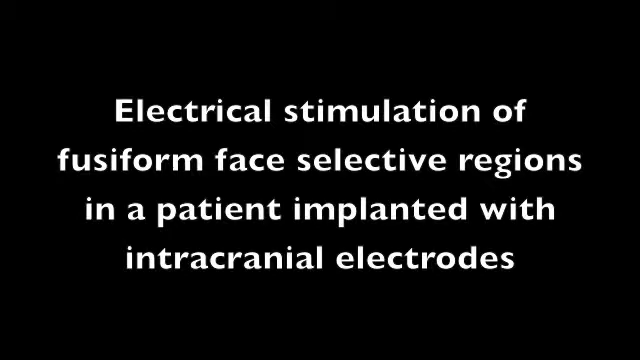 Electrical stimulation of
fusiform face selective regions
in a patient implanted with
intracranial electrodes